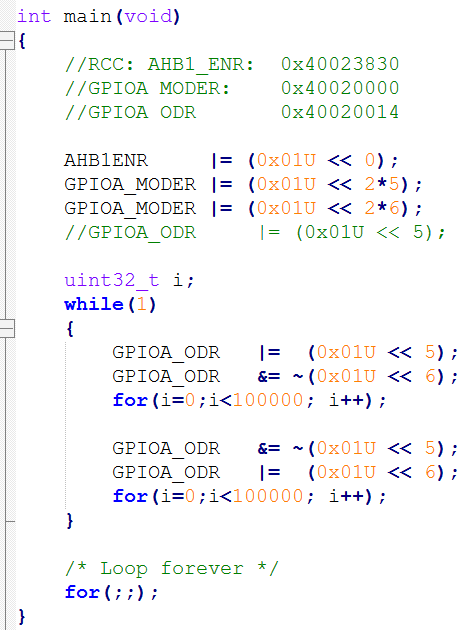 int main(void)
{
    //RCC: AHB1_ENR:  0x40023830
    //GPIOA MODER:    0x40020000
    //GPIOA ODR       0x40020014
    AHB1ENR     |= (0x01U << 0);
    GPIOA_MODER |= (0x01U << 2*5);
    GPIOA_MODER |= (0x01U << 2*6);
    //GPIOA_ODR     |= (0x01U << 5);
    uint32_t i;
    while(1)
    {
        GPIOA_ODR   |=  (0x01U << 5);
        GPIOA_ODR   &= ~(0x01U << 6);
        for(i=0;i<100000; i++);
        GPIOA_ODR   &= ~(0x01U << 5);
        GPIOA_ODR   |=  (0x01U << 6);
        for(i=0;i<100000; i++);
    }
    /* Loop forever */
    for(;;);
}